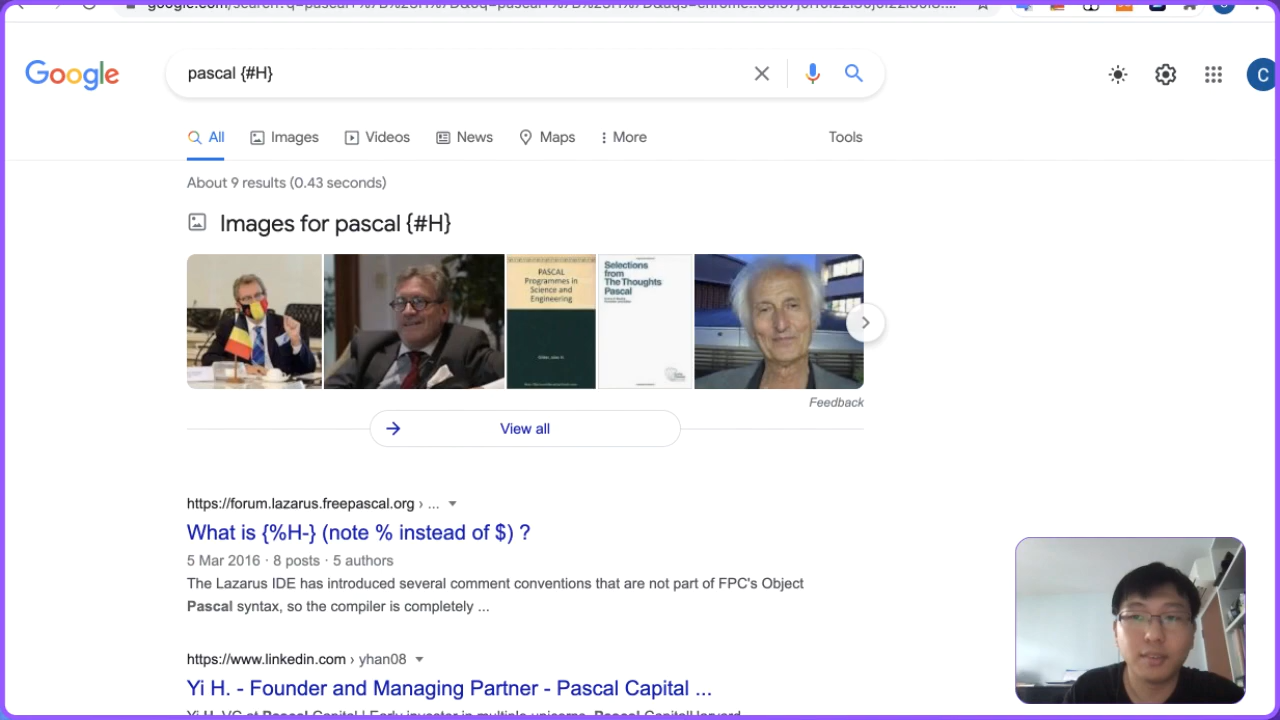 Google
pascal {#H}
C
All
Images
Videos
News
Maps
More
Tools
About 9 results (0.43 seconds)
Images for pascal {#H}
PASCAL
Programmes in
Science and
Engineering
Selections
from
The Thoughts
Pascal
Feedback
View all
https://forum.lazarus.freepascal.org › ...
What is {%H-} (note % instead of $) ?
5 Mar 2016 · 8 posts · 5 authors
The Lazarus IDE has introduced several comment conventions that are not part of FPC's Object
Pascal syntax, so the compiler is completely ...
https://www.linkedin.com › yhan08
Yi H. - Founder and Managing Partner - Pascal Capital ...